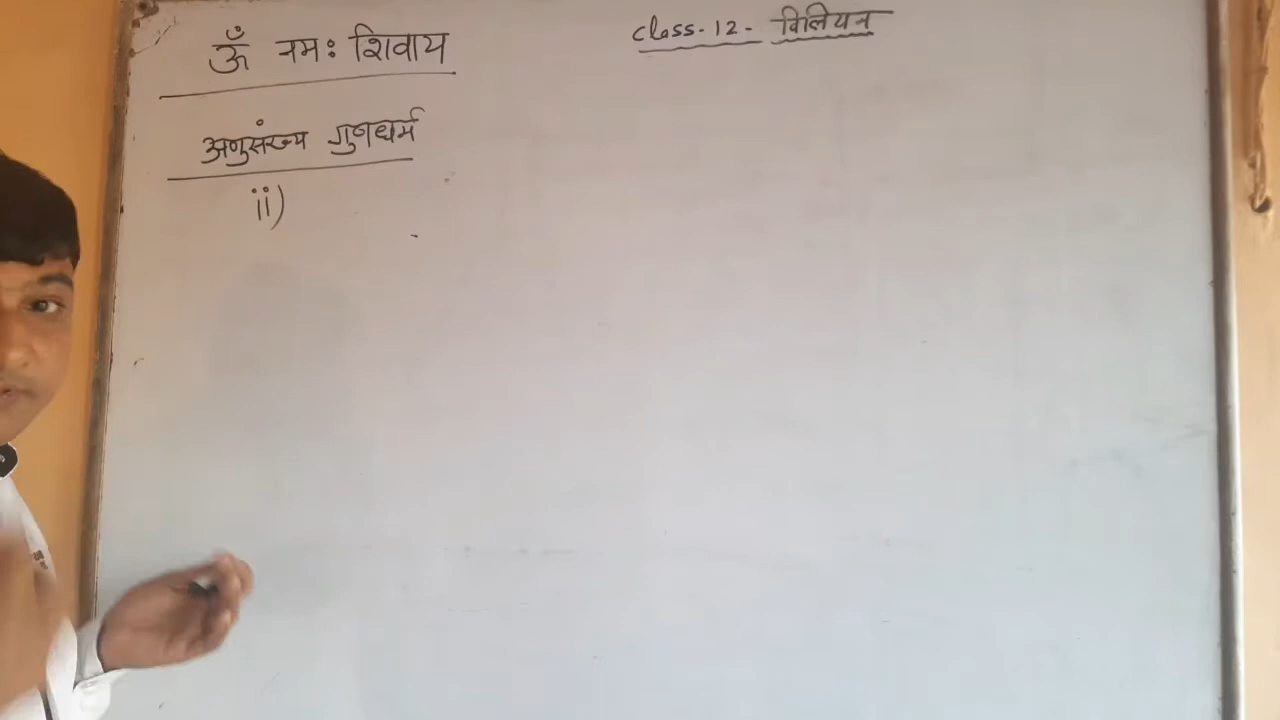 ॐ नमः शिवाय
Class-12- विलियन
अणुसंख्य गुणधर्म
ii)